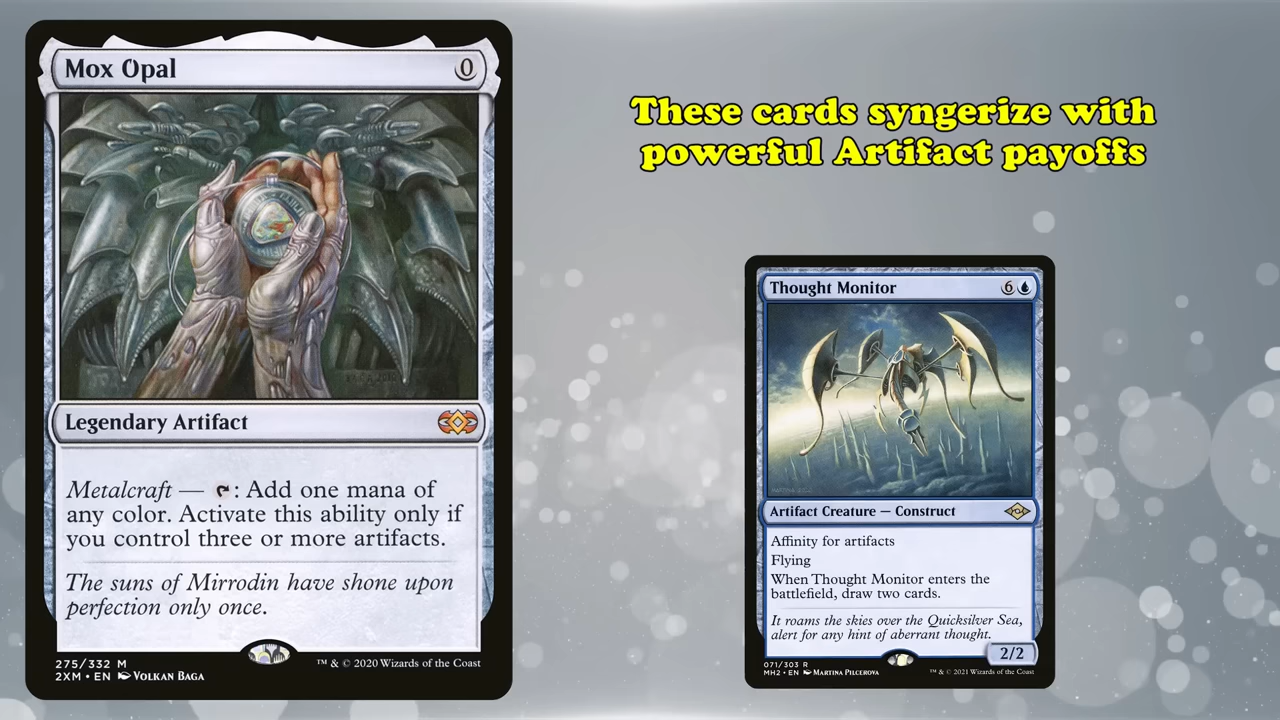 Mox Opal 0
Legendary Artifact
Metalcraft — : Add one mana of
any color. Activate this ability only if
you control three or more artifacts.
The suns of Mirrodin have shone upon
perfection only once.
275/332 M
2XM • EN VOLKAN BAGA
™ & © 2020 Wizards of the Coast
These cards syngerize with
powerful Artifact payoffs
Thought Monitor 6
Artifact Creature — Construct
Affinity for artifacts
Flying
When Thought Monitor enters the
battlefield, draw two cards.
It roams the skies over the Quicksilver Sea,
alert for any hint of aberrant thought.
2/2
071/303 R
MH2 • EN MARTINA PILCEROVA
™ & © 2021 Wizards of the Coast